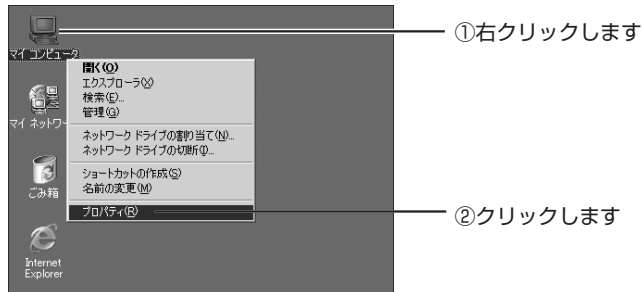 マイ コンピュータ
①右クリックします
開く(O)
エクスプローラ(X)
検索(E)...
管理(G)
マイ ネットワー
ネットワーク ドライブの割り当て(N)...
ネットワーク ドライブの切断(I)...
ショートカットの作成(S)
名前の変更(M)
ごみ箱
プロパティ(R)
②クリックします
Internet
Explorer